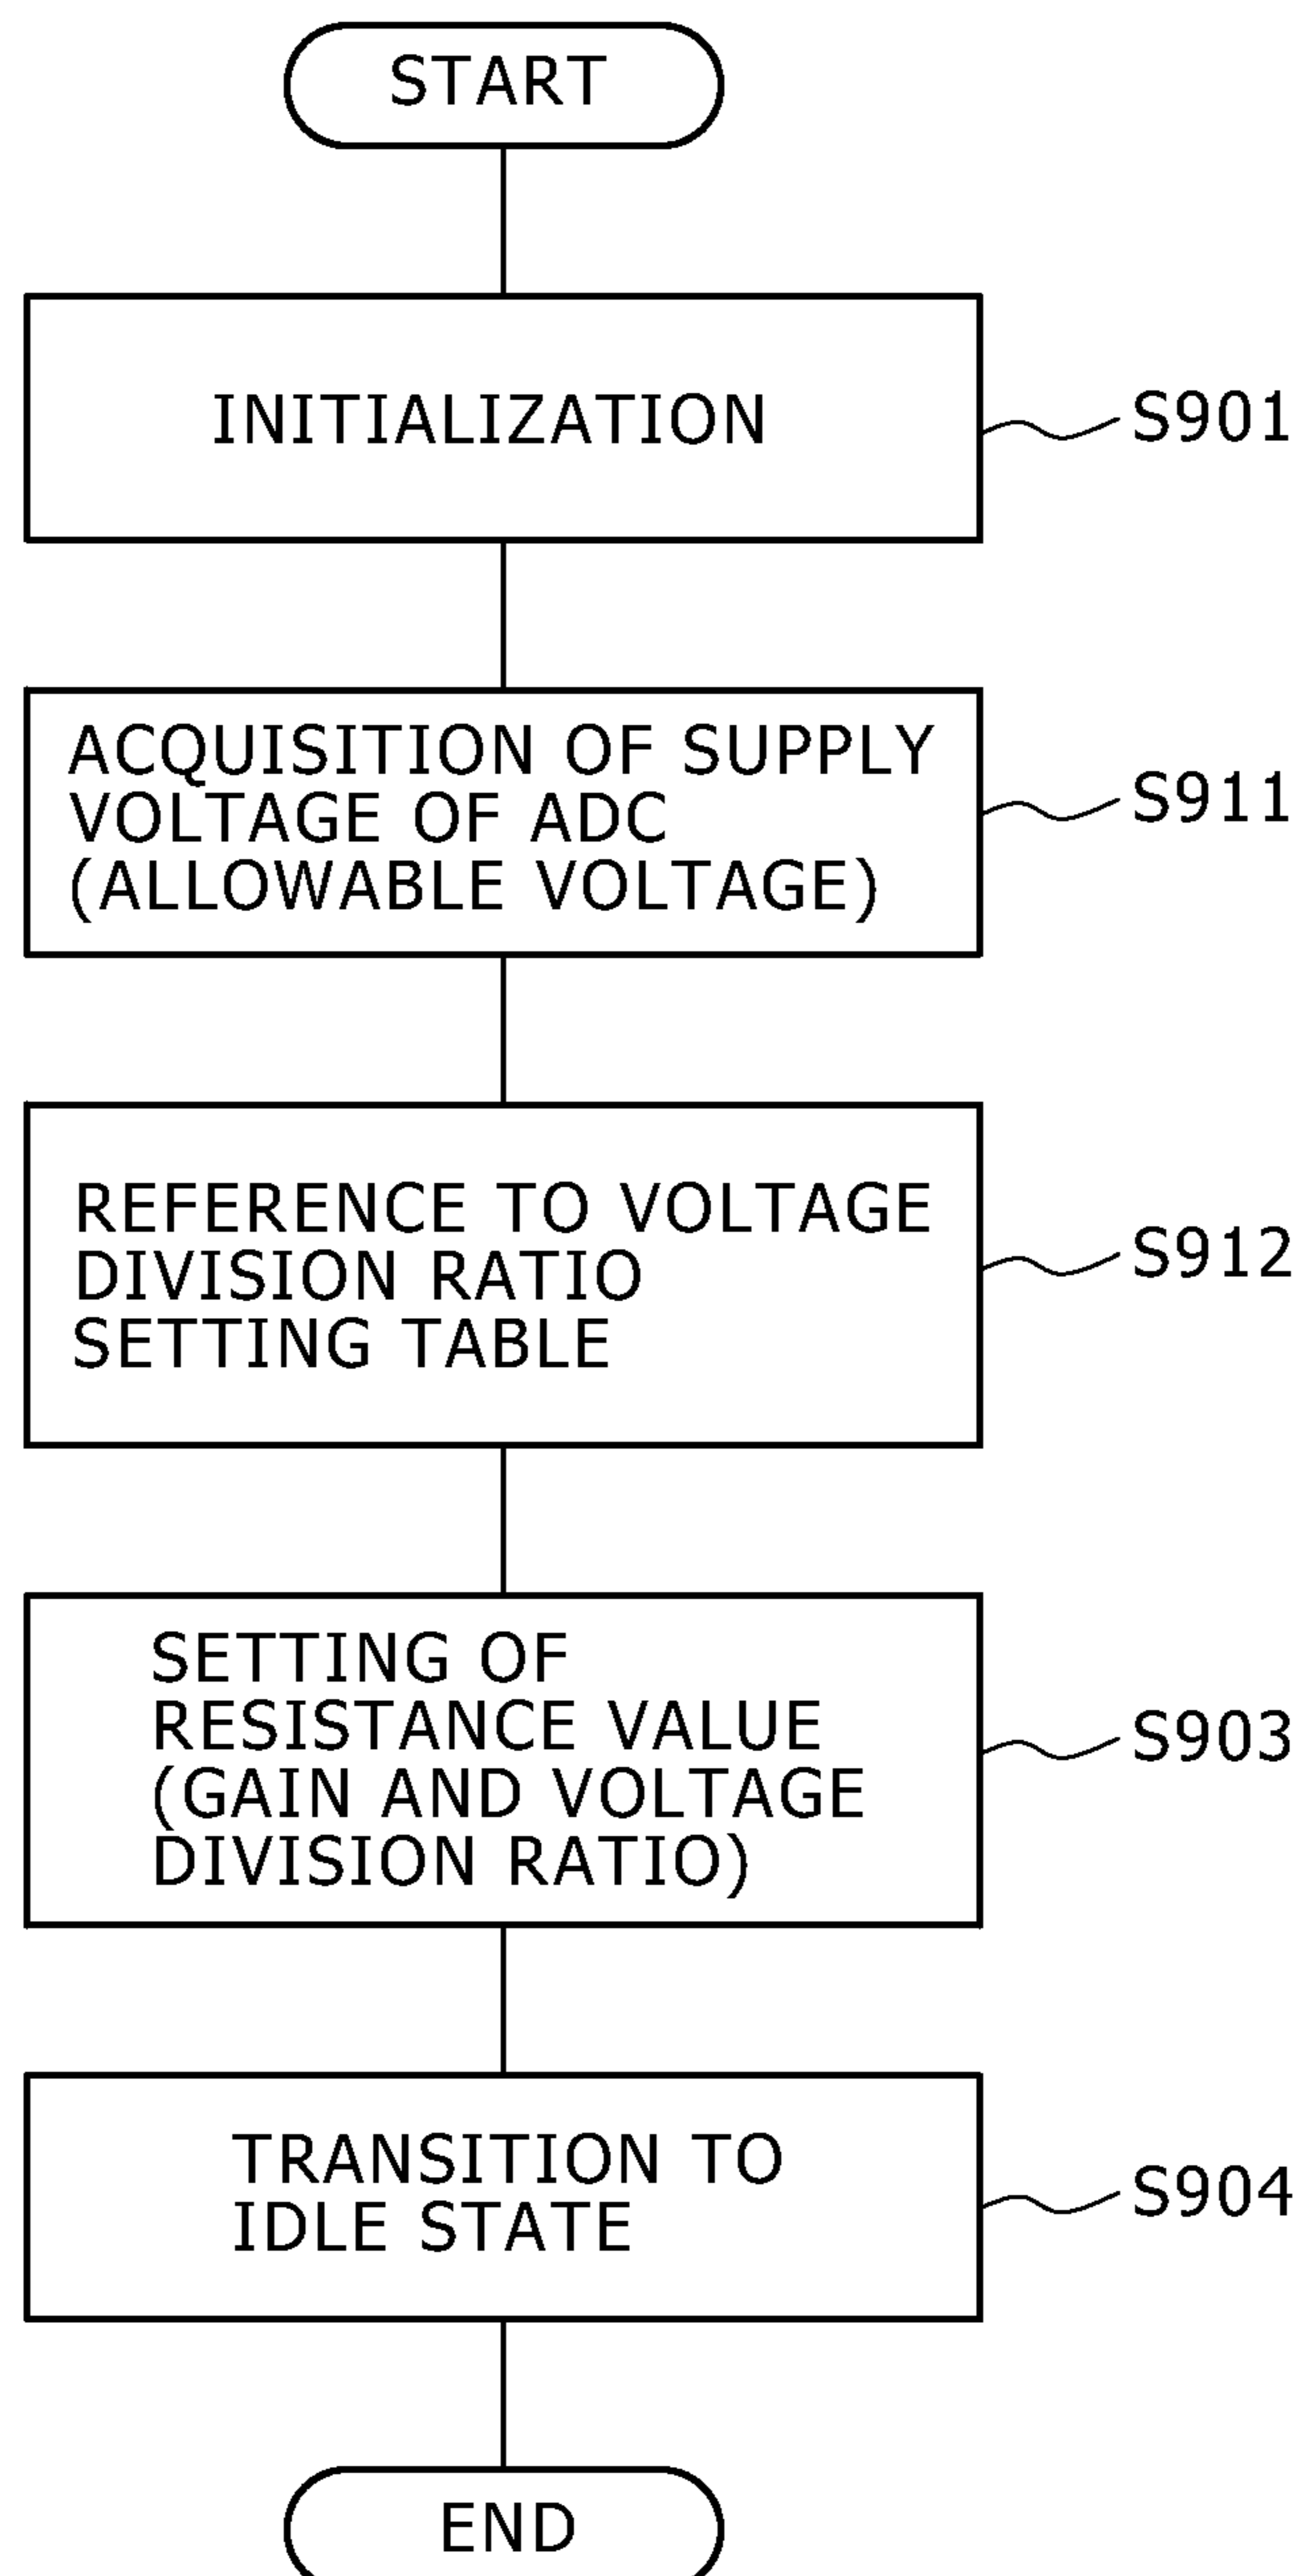 START
INITIALIZATION
S901
ACQUISITION OF SUPPLY
VOLTAGE OF ADC
(ALLOWABLE VOLTAGE)
S911
REFERENCE TO VOLTAGE
DIVISION RATIO
SETTING TABLE
S912
SETTING OF
RESISTANCE VALUE
(GAIN AND VOLTAGE
DIVISION RATIO)
S903
TRANSITION TO
IDLE STATE
S904
END